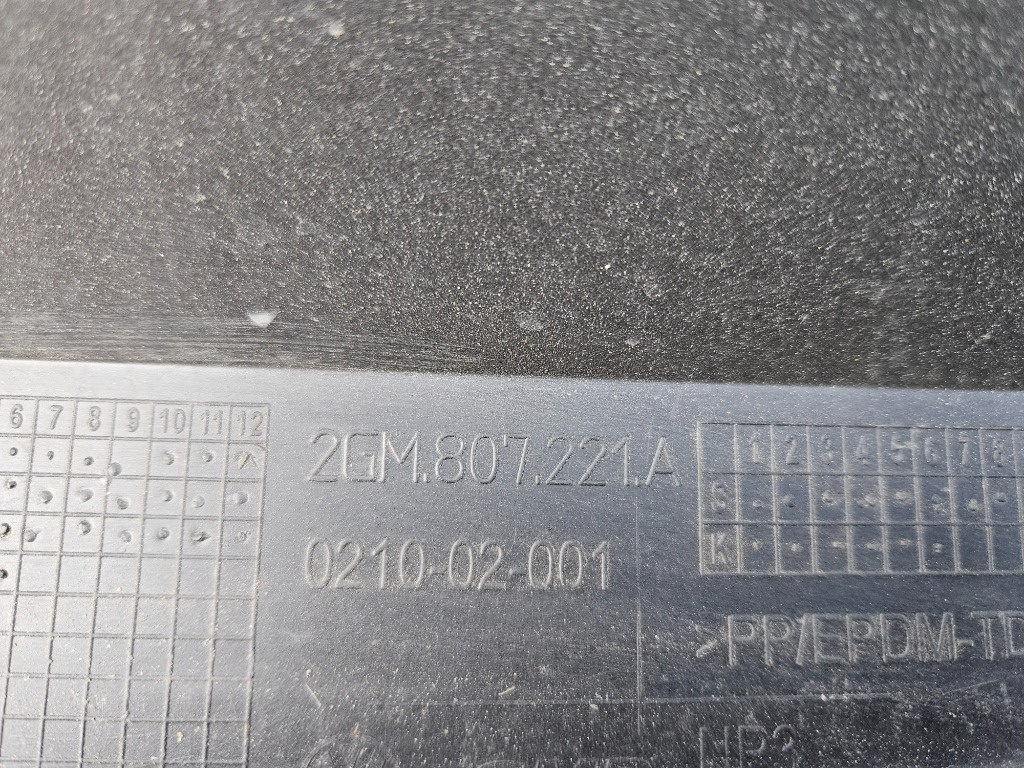 6 7 8 9 10 11 12
2GM.807.221.A
1 2 3 4 5 6 7 8
S
0210-02-001
K
>PP/EPDM-TD